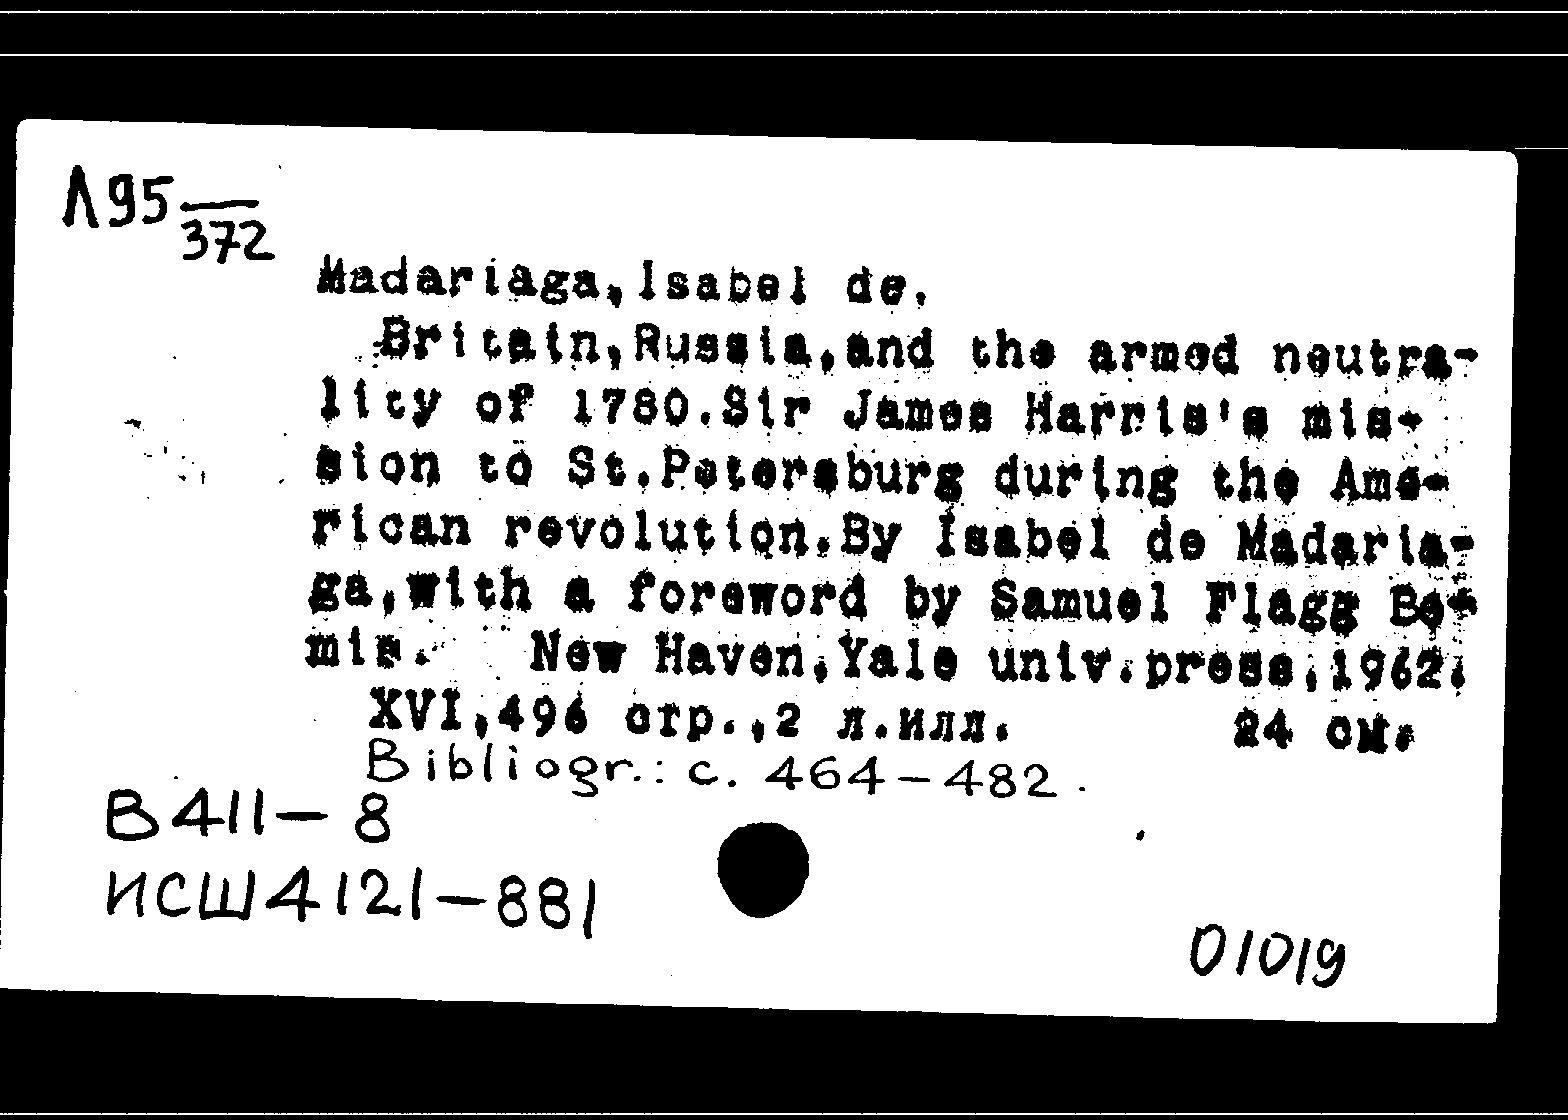 Л95
372
Madariaga, Isabel de.
Britain, Russia, and the armed neutra-
lity of 1780. Sir James Harris's mis-
sion to St. Petersburg during the Ame-
rican revolution. By Isabel de Madaria-
ga, with a foreword by Samuel Flagg Be-
mis. New Haven, Yale univ. press, 1962.
XVI, 496 стр., 2 л. илл. 24 см.
Bibliogr.: с. 464-482.
В411-8
ИСШ4121-881
01019